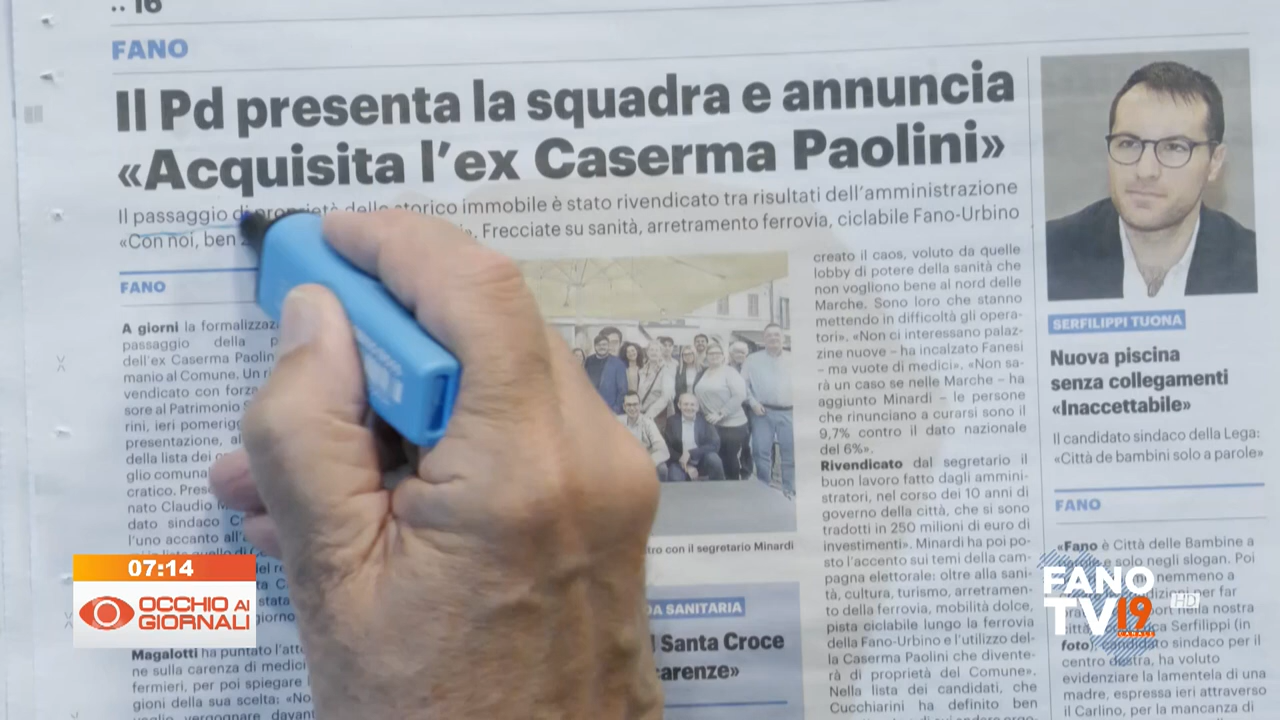 16
FANO
Il Pd presenta la squadra e annuncia
«Acquisita l'ex Caserma Paolini»
Il passaggio di proprietà dello storico immobile è stato rivendicato tra risultati dell'amministrazione
«Con noi, ben Frecciate su sanità, arretramento ferrovia, ciclabile Fano-Urbino
FANO
A giorni la formalizzaz
passaggio della p
dell'ex Caserma Paolin
manio al Comune. Un ri
vendicato con forza
sore al Patrimonio S
rini, ieri pomerigg
presentazione, al
della lista dei
glio comunal
cratico. Pres
nato Claudio M
dato sindaco C
l'uno accanto all'a
stata
giorno
Magalotti ha puntato l'atte
ne sulla carenza di medici
fermieri, per poi spiegare
gioni della sua scelta: «No
voglio vergognare davant
tro con il segretario Minardi
DA SANITARIA
Santa Croce
carenze»
creato il caos, voluto da quelle
lobby di potere della sanità che
non vogliono bene al nord delle
Marche. Sono loro che stanno
mettendo in difficoltà gli opera-
tori». «Non ci interessano palaz-
zine nuove – ha incalzato Fanesi
– ma vuote di medici». «Non sa-
rà un caso se nelle Marche – ha
aggiunto Minardi – le persone
che rinunciano a curarsi sono il
9,7% contro il dato nazionale
del 6%».
Rivendicato dal segretario il
buon lavoro fatto dagli ammini-
stratori, nel corso dei 10 anni di
governo della città, che si sono
tradotti in 250 milioni di euro di
investimenti». Minardi ha poi po-
sto l'accento sui temi della cam-
pagna elettorale: oltre alla sani-
tà, cultura, turismo, arretramen-
to della ferrovia, mobilità dolce,
pista ciclabile lungo la ferrovia
della Fano-Urbino e l'utilizzo del-
la Caserma Paolini che divente-
rà di proprietà del Comune».
Nella lista dei candidati, che
Cucchiarini ha definito ben
SERFILIPPI TUONA
Nuova piscina
senza collegamenti
«Inaccettabile»
Il candidato sindaco della Lega:
«Città de bambini solo a parole»
FANO
«Fano è Città delle Bambine a
e sola negli slogan. Poi
nemmeno a
per far
nella nostra
Serfilippi (in
foto), candidato sindaco per il
centro destra, ha voluto
evidenziare la lamentela di una
madre, espressa ieri attraverso
il Carlino, per la mancanza di
07:14
OCCHIO AI
GIORNALI
FANO
TV 19
CANALE
HD